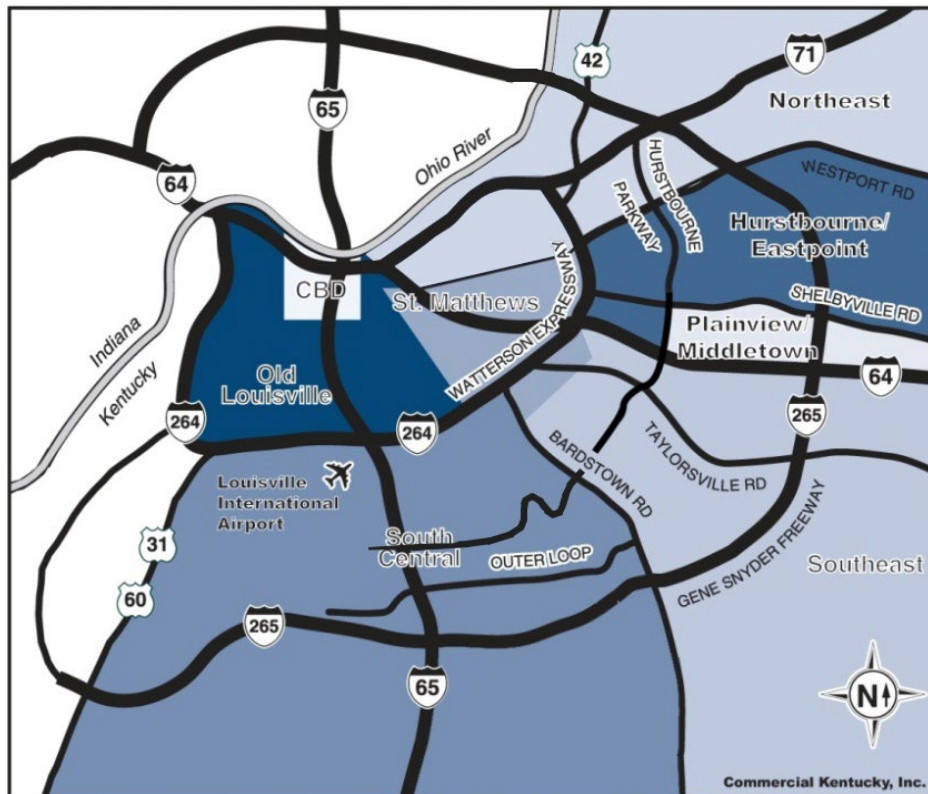 42
71
65
Northeast
Ohio River
HURSTBOURNE
PARKWAY
WESTPORT RD
64
Hurstbourne/
Eastpoint
WATTERSON EXPRESSWAY
CBD
St. Matthews
SHELBYVILLE RD
Indiana
Kentucky
Plainview/
Middletown
64
Old
Louisville
264
264
265
BARDSTOWN RD
TAYLORSVILLE RD
Louisville
International
Airport
31
South
Central
OUTER LOOP
GENE SNYDER FREEWAY
Southeast
60
265
65
N
Commercial Kentucky, Inc.